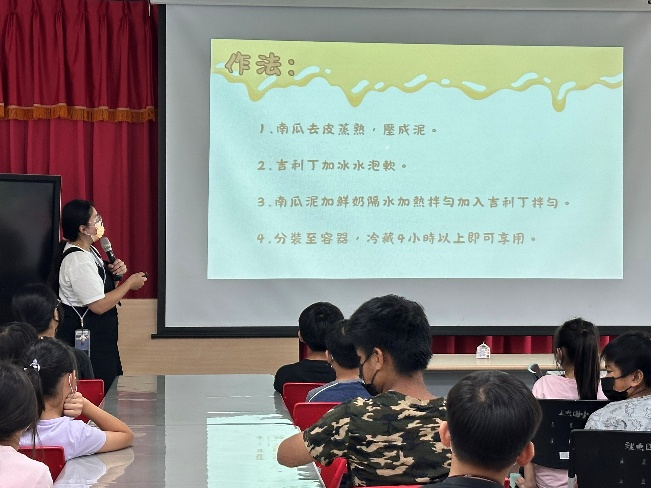 作法：
1.南瓜去皮蒸熟，壓成泥。
2.吉利丁加冰水泡軟。
3.南瓜泥加鮮奶隔水加熱拌勻加入吉利丁拌勻。
4.分裝至容器，冷藏4小時以上即可享用。